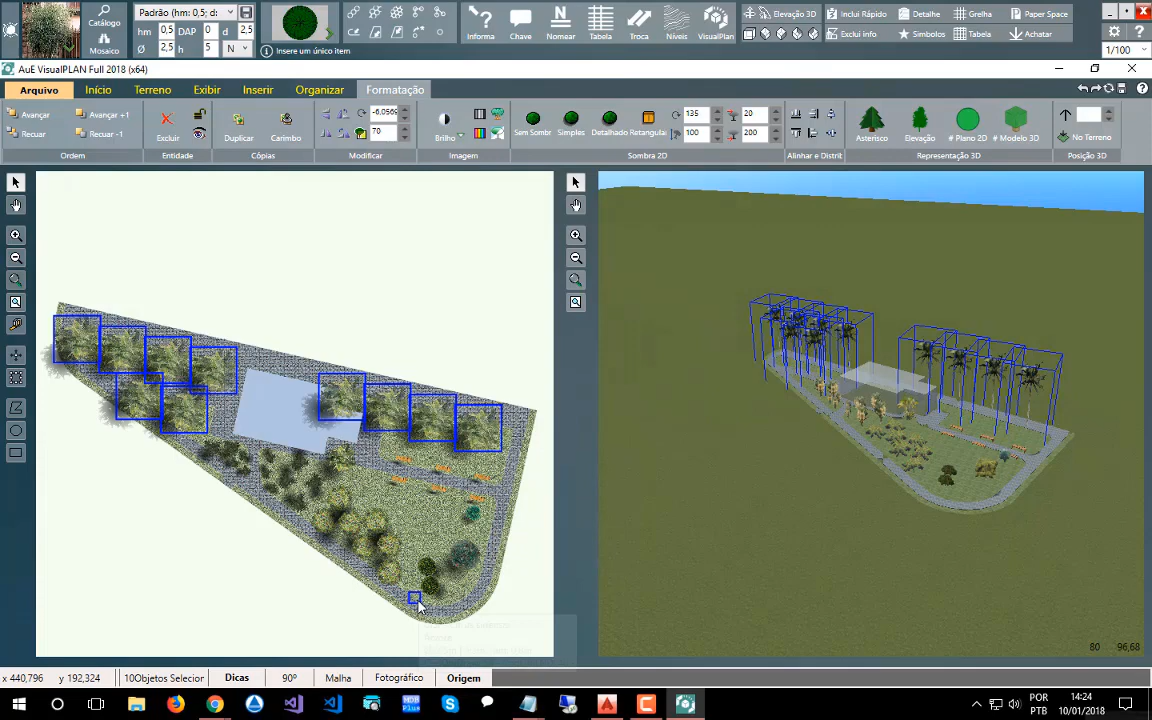 Catálogo
Mosaico
Padrão (hm: 0,5; d:
hm 0,5 DAP 0 d 2,5
Ø 2,5 h 5 N
Insere um único item
Informa
Chave
Nomear
Tabela
Troca
Níveis
VisualPlan
Elevação 3D
Inclui Rápido
Detalhe
Grelha
Paper Space
Exclui info
Símbolos
Tabela
Achatar
1/100
AuE VisualPLAN Full 2018 (x64)
Arquivo Início Terreno Exibir Inserir Organizar Formatação
Avançar
Avançar +1
Recuar
Recuar -1
Ordem
Excluir
Entidade
Duplicar
Carimbo
Cópias
70
Modificar
Brilho
Imagem
Sem Sombr
Simples
Detalhado
Retangula
135
20
100
200
Sombra 2D
Alinhar e Distrit
Asterisco
Elevação
# Plano 2D
# Modelo 3D
Representação 3D
No Terreno
Posição 3D
80 96,68
x 440,796 y 192,324 10Objetos Selecior Dicas 90º Malha Fotográfico Origem
HDR
Plus
POR
PTB
14:24
10/01/2018